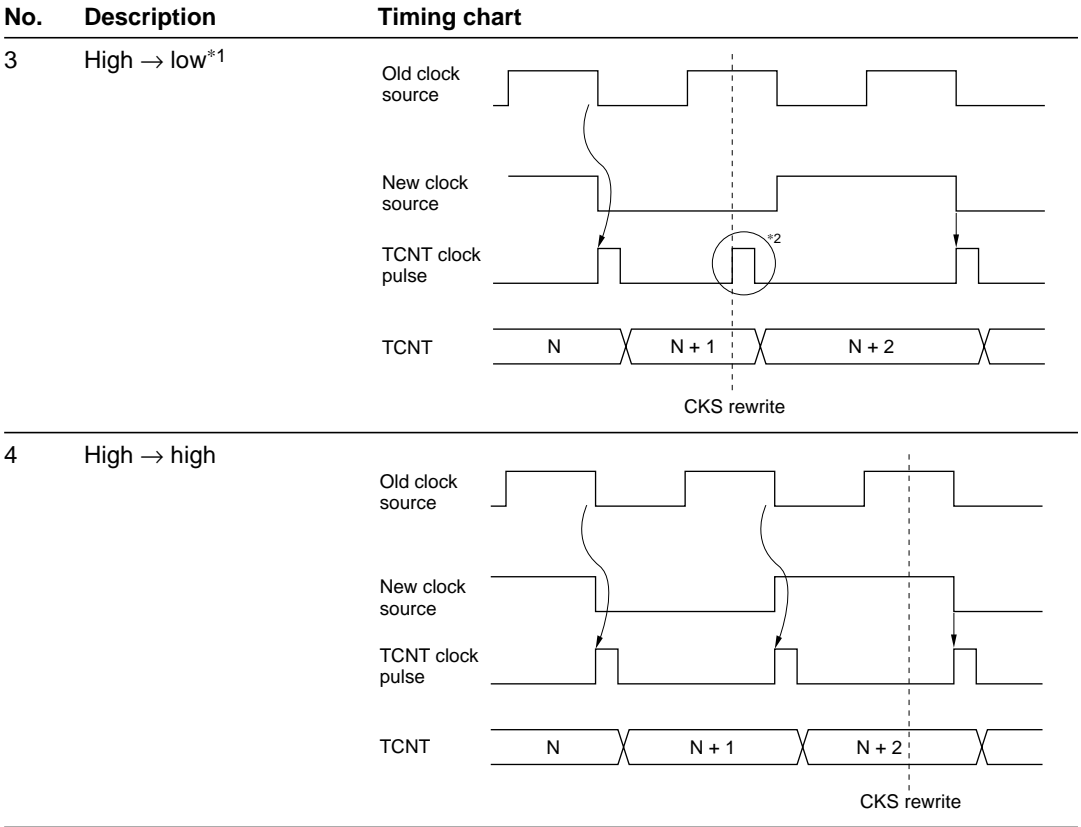 No. Description Timing chart
3 High → low*1
Old clock
source
New clock
source
*2
TCNT clock
pulse
TCNT N N + 1 N + 2
CKS rewrite
4 High → high
Old clock
source
New clock
source
TCNT clock
pulse
TCNT N N + 1 N + 2
CKS rewrite